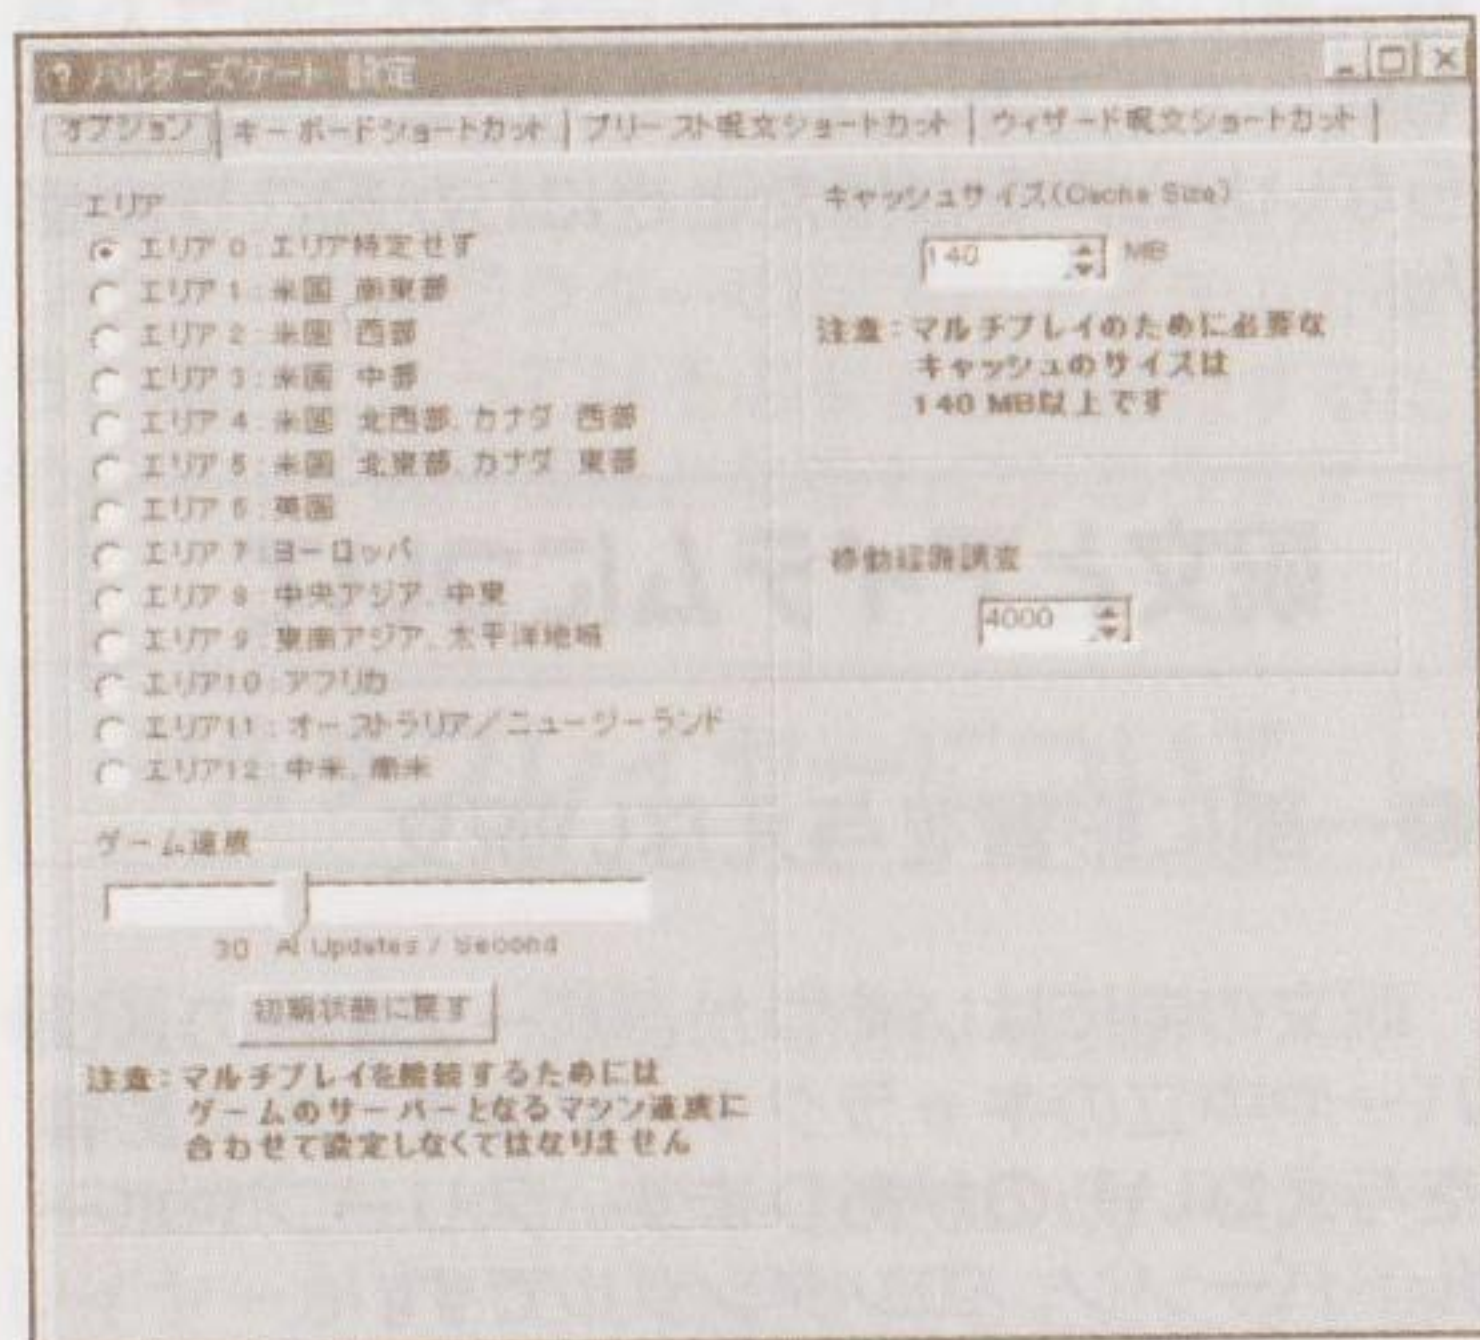 バルダーズゲート 設定
オプション
キーボードショートカット
プリースト呪文ショートカット
ウィザード呪文ショートカット
エリア
エリア 0 : エリア特定せず
エリア 1 : 米国 南東部
エリア 2 : 米国 西部
エリア 3 : 米国 中部
エリア 4 : 米国 北西部, カナダ 西部
エリア 5 : 米国 北東部, カナダ 東部
エリア 6 : 英国
エリア 7 : ヨーロッパ
エリア 8 : 中央アジア, 中東
エリア 9 : 東南アジア, 太平洋地域
エリア10 : アフリカ
エリア11 : オーストラリア／ニュージーランド
エリア12 : 中米, 南米
ゲーム速度
30 AI Updates / Second
初期状態に戻す
注意 : マルチプレイを接続するためには
ゲームのサーバーとなるマシン速度に
合わせて設定しなくてはなりません
キャッシュサイズ(Cache Size)
140 MB
注意 : マルチプレイのために必要な
キャッシュのサイズは
140 MB以上です
移動経路調査
4000